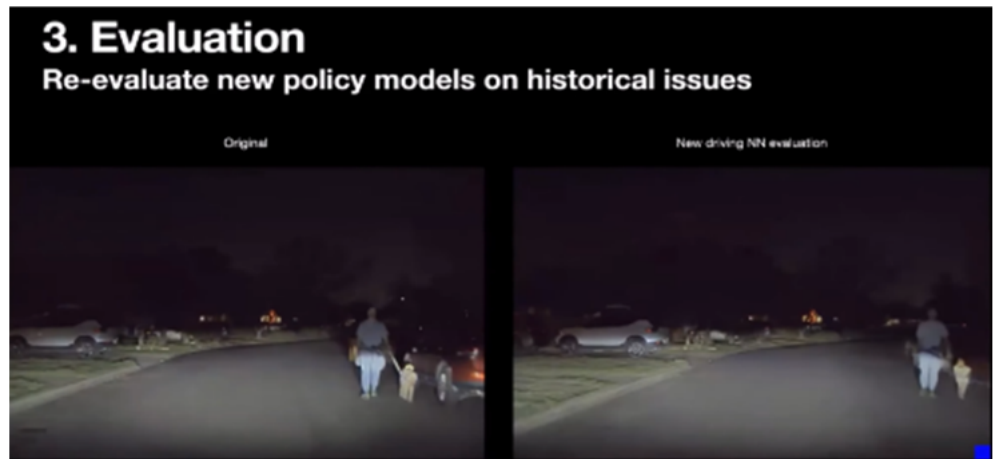 3. Evaluation
Re-evaluate new policy models on historical issues
Original
New driving NN evaluation